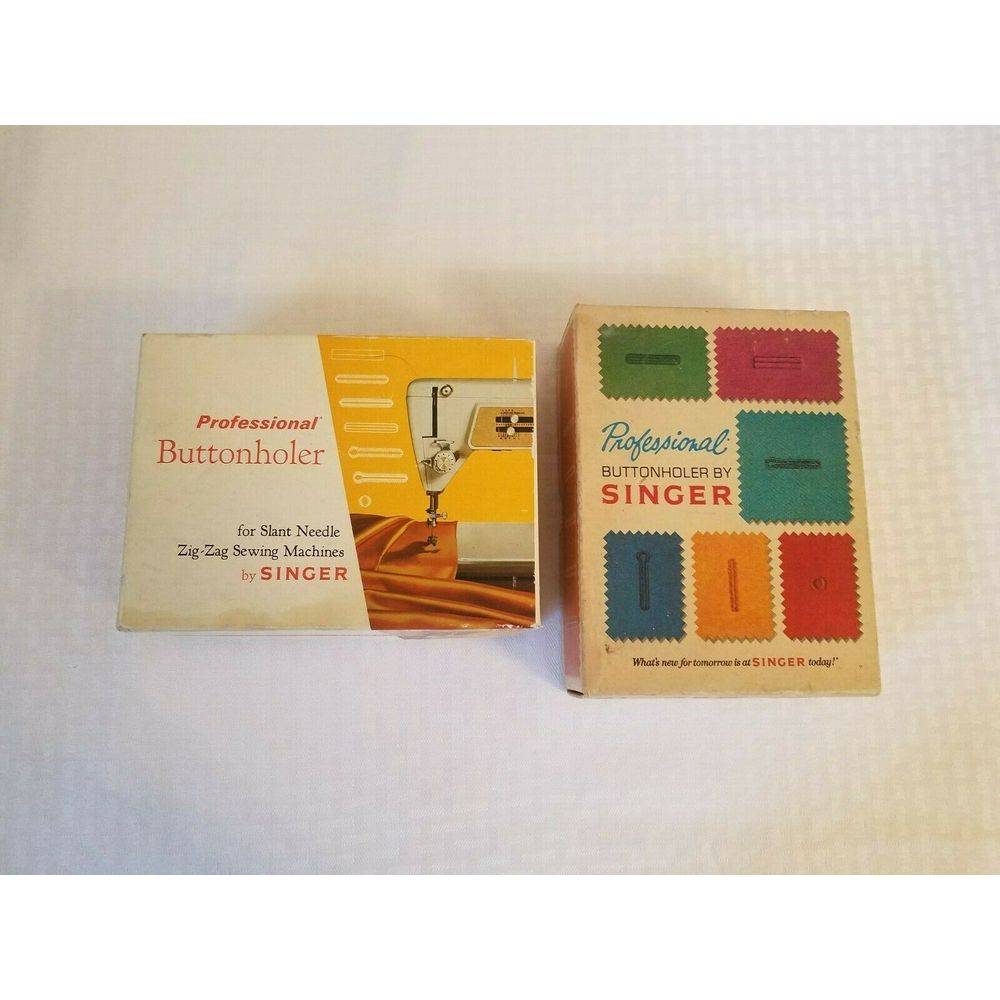 Professional*
Buttonholer
for Slant Needle
Zig-Zag Sewing Machines
by SINGER
Professional*
BUTTONHOLER BY
SINGER
What's new for tomorrow is at SINGER today!*